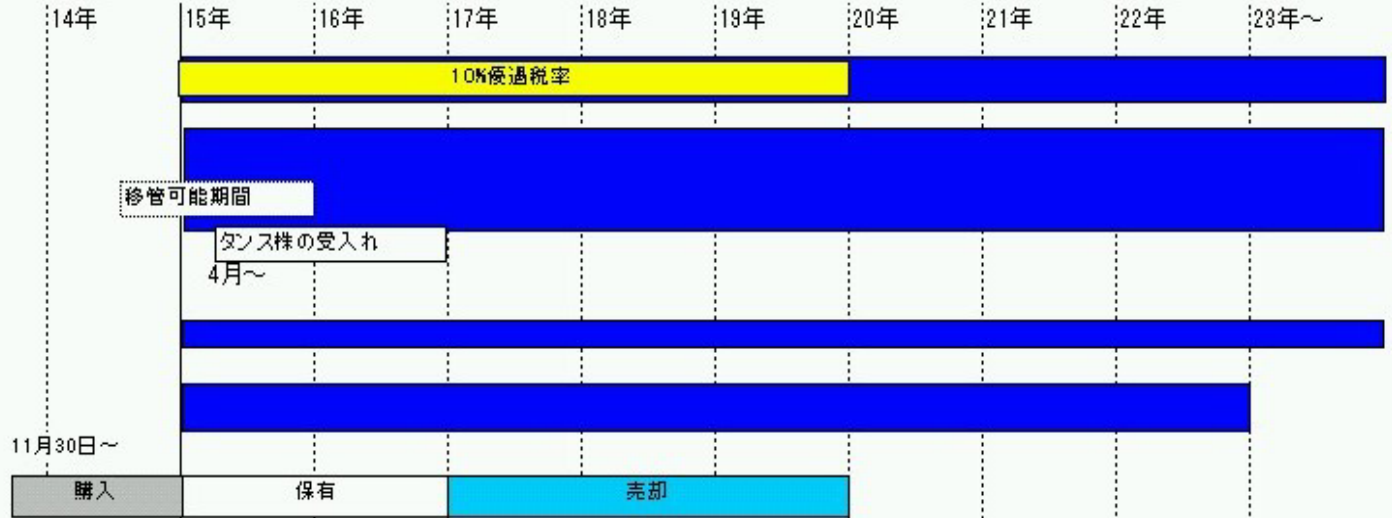 14年 15年 16年 17年 18年 19年 20年 21年 22年 23年～
10%優遇税率
移管可能期間
タンス株の受入れ
4月～
11月30日～
購入 保有 売却